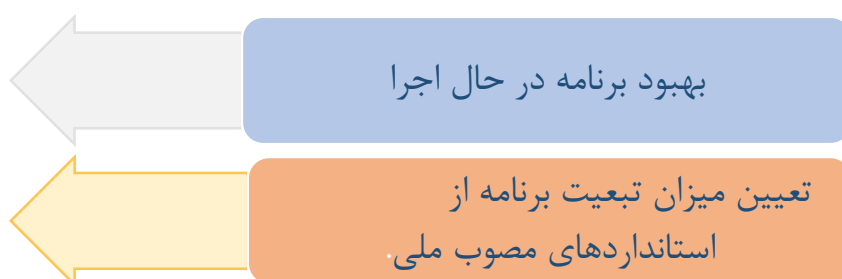 بهبود برنامه در حال اجرا
تعیین میزان تبعیت برنامه از
استانداردهای مصوب ملی.